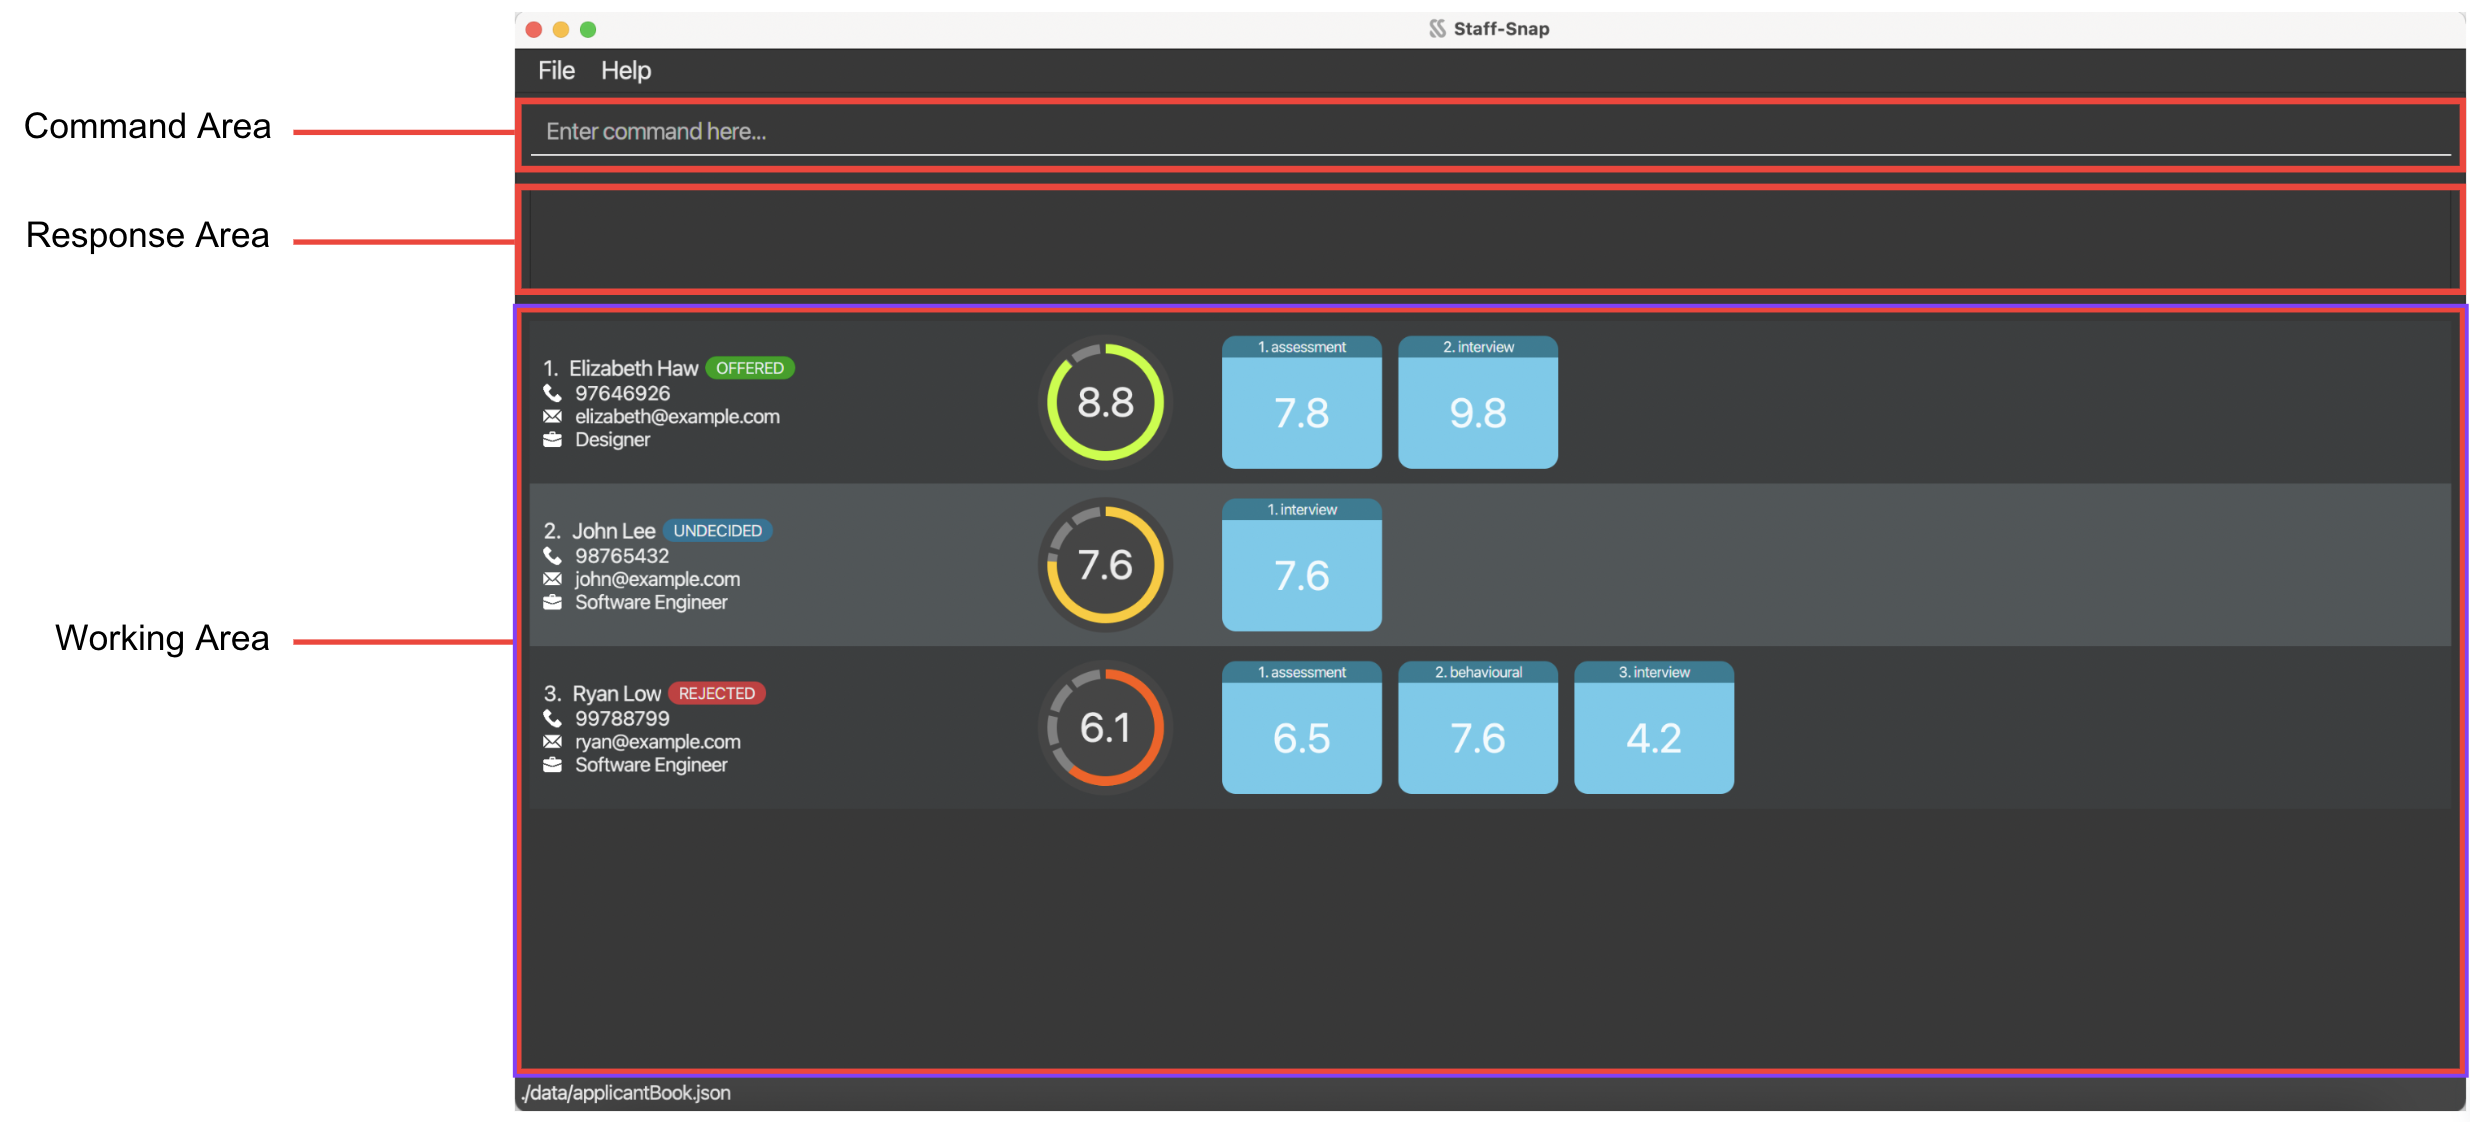 Staff-Snap
File Help
Command Area
Enter command here...
Response Area
Working Area
1. Elizabeth Haw OFFERED
97646926
elizabeth@example.com
Designer
8.8
1. assessment
7.8
2. interview
9.8
2. John Lee UNDECIDED
98765432
john@example.com
Software Engineer
7.6
1. interview
7.6
3. Ryan Low REJECTED
99788799
ryan@example.com
Software Engineer
6.1
1. assessment
6.5
2. behavioural
7.6
3. interview
4.2
./data/applicantBook.json